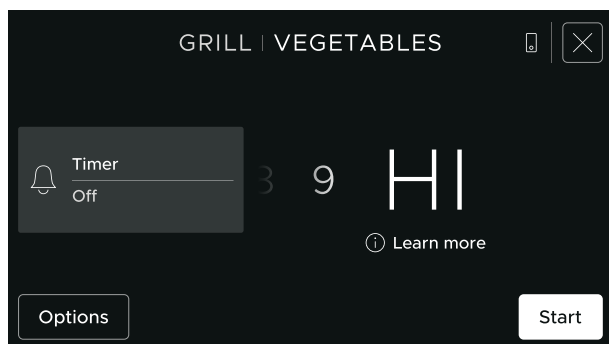 GRILL | VEGETABLES
Timer
Off
9 HI
Learn more
Options
Start